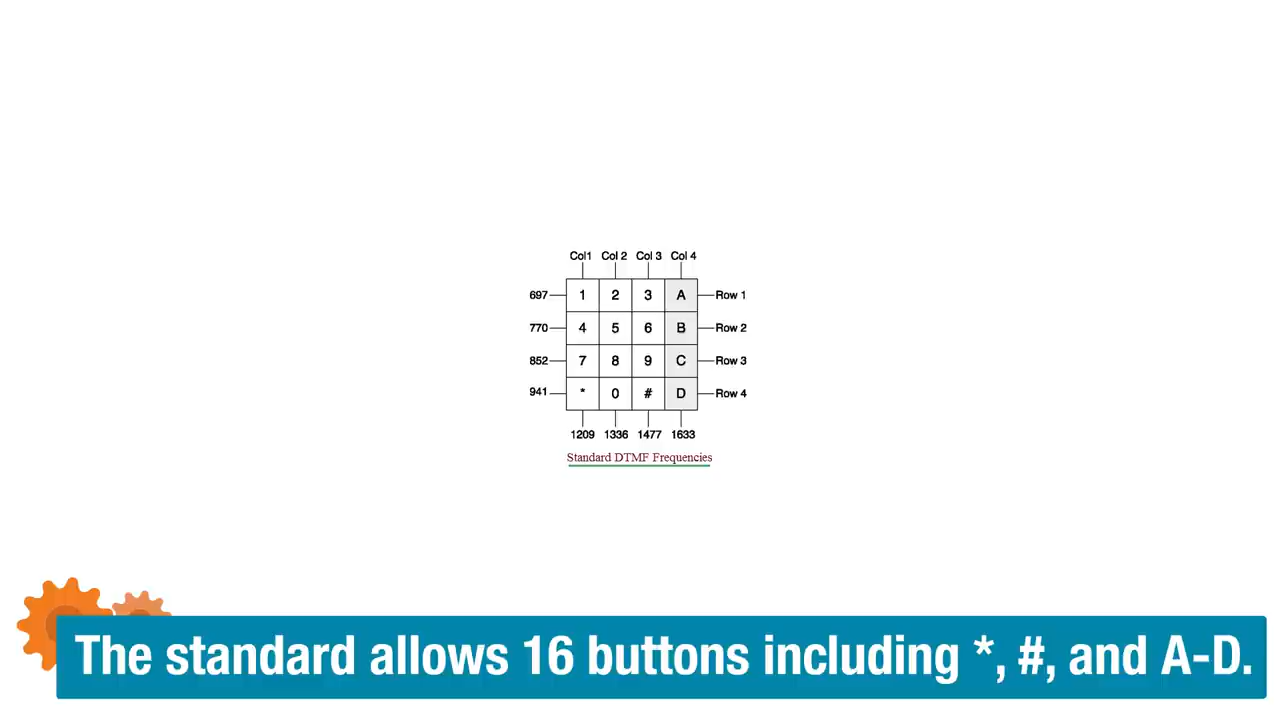 Col1 Col 2 Col 3 Col 4
697 1 2 3 A Row 1
770 4 5 6 B Row 2
852 7 8 9 C Row 3
941 * 0 # D Row 4
1209 1336 1477 1633
Standard DTMF Frequencies
The standard allows 16 buttons including *, #, and A-D.